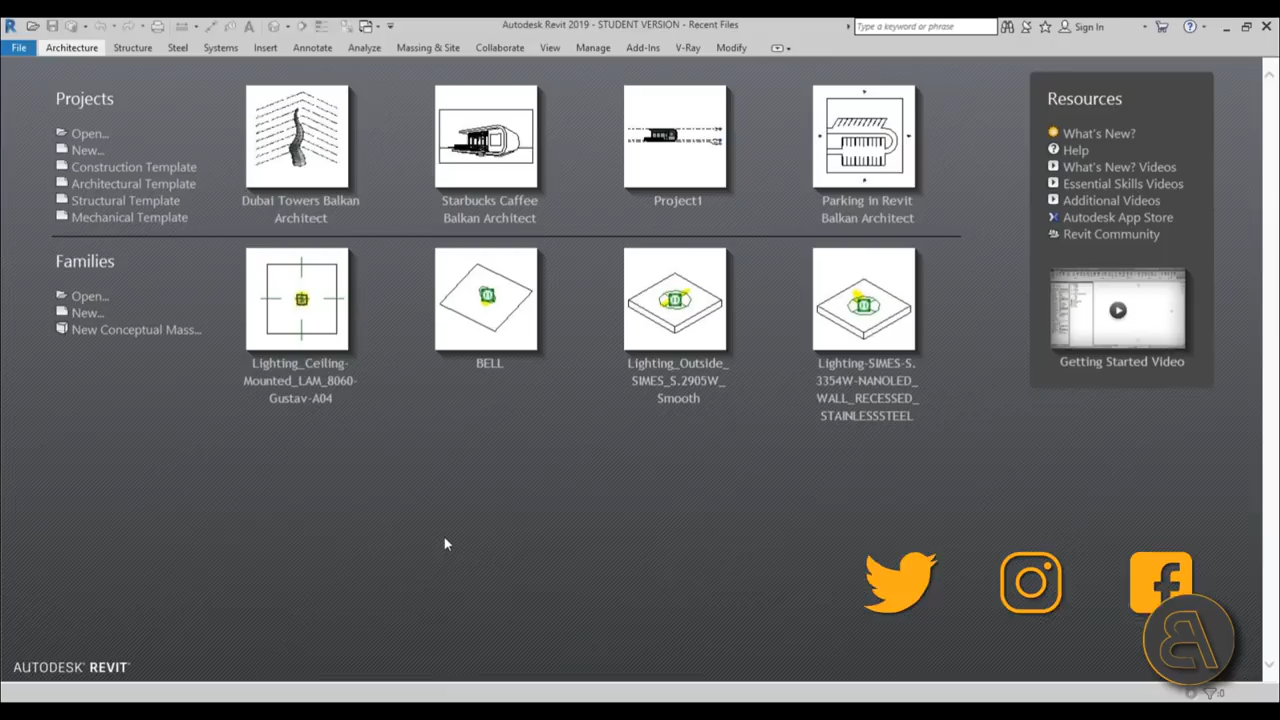 Autodesk Revit 2019 - STUDENT VERSION - Recent Files
Type a keyword or phrase
Sign In
File Architecture Structure Steel Systems Insert Annotate Analyze Massing & Site Collaborate View Manage Add-Ins V-Ray Modify
Projects
Open...
New...
Construction Template
Architectural Template
Structural Template
Mechanical Template
Dubai Towers Balkan
Architect
Starbucks Caffee
Balkan Architect
Project1
Parking in Revit
Balkan Architect
Families
Open...
New...
New Conceptual Mass...
Lighting_Ceiling-
Mounted_LAM_8060-
Gustav-A04
BELL
Lighting_Outside_
SIMES_S.2905W_
Smooth
Lighting-SIMES-S.
3354W-NANOLED_
WALL_RECESSED_
STAINLESSSTEEL
Resources
What's New?
Help
What's New? Videos
Essential Skills Videos
Additional Videos
Autodesk App Store
Revit Community
Getting Started Video
AUTODESK® REVIT®
:0